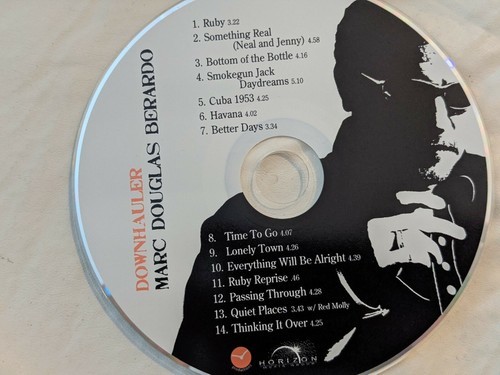 DOWNHAULER
MARC DOUGLAS BERARDO
1. Ruby 3.22
2. Something Real
(Neal and Jenny) 4.58
3. Bottom of the Bottle 4.16
4. Smokegun Jack
Daydreams 5.10
5. Cuba 1953 4.25
6. Havana 4.02
7. Better Days 3.34
8. Time To Go 4.07
9. Lonely Town 4.26
10. Everything Will Be Alright 4.39
11. Ruby Reprise .46
12. Passing Through 4.28
13. Quiet Places 3.43 w/ Red Molly
14. Thinking It Over 4.25
HORIZON
MUSIC GROUP